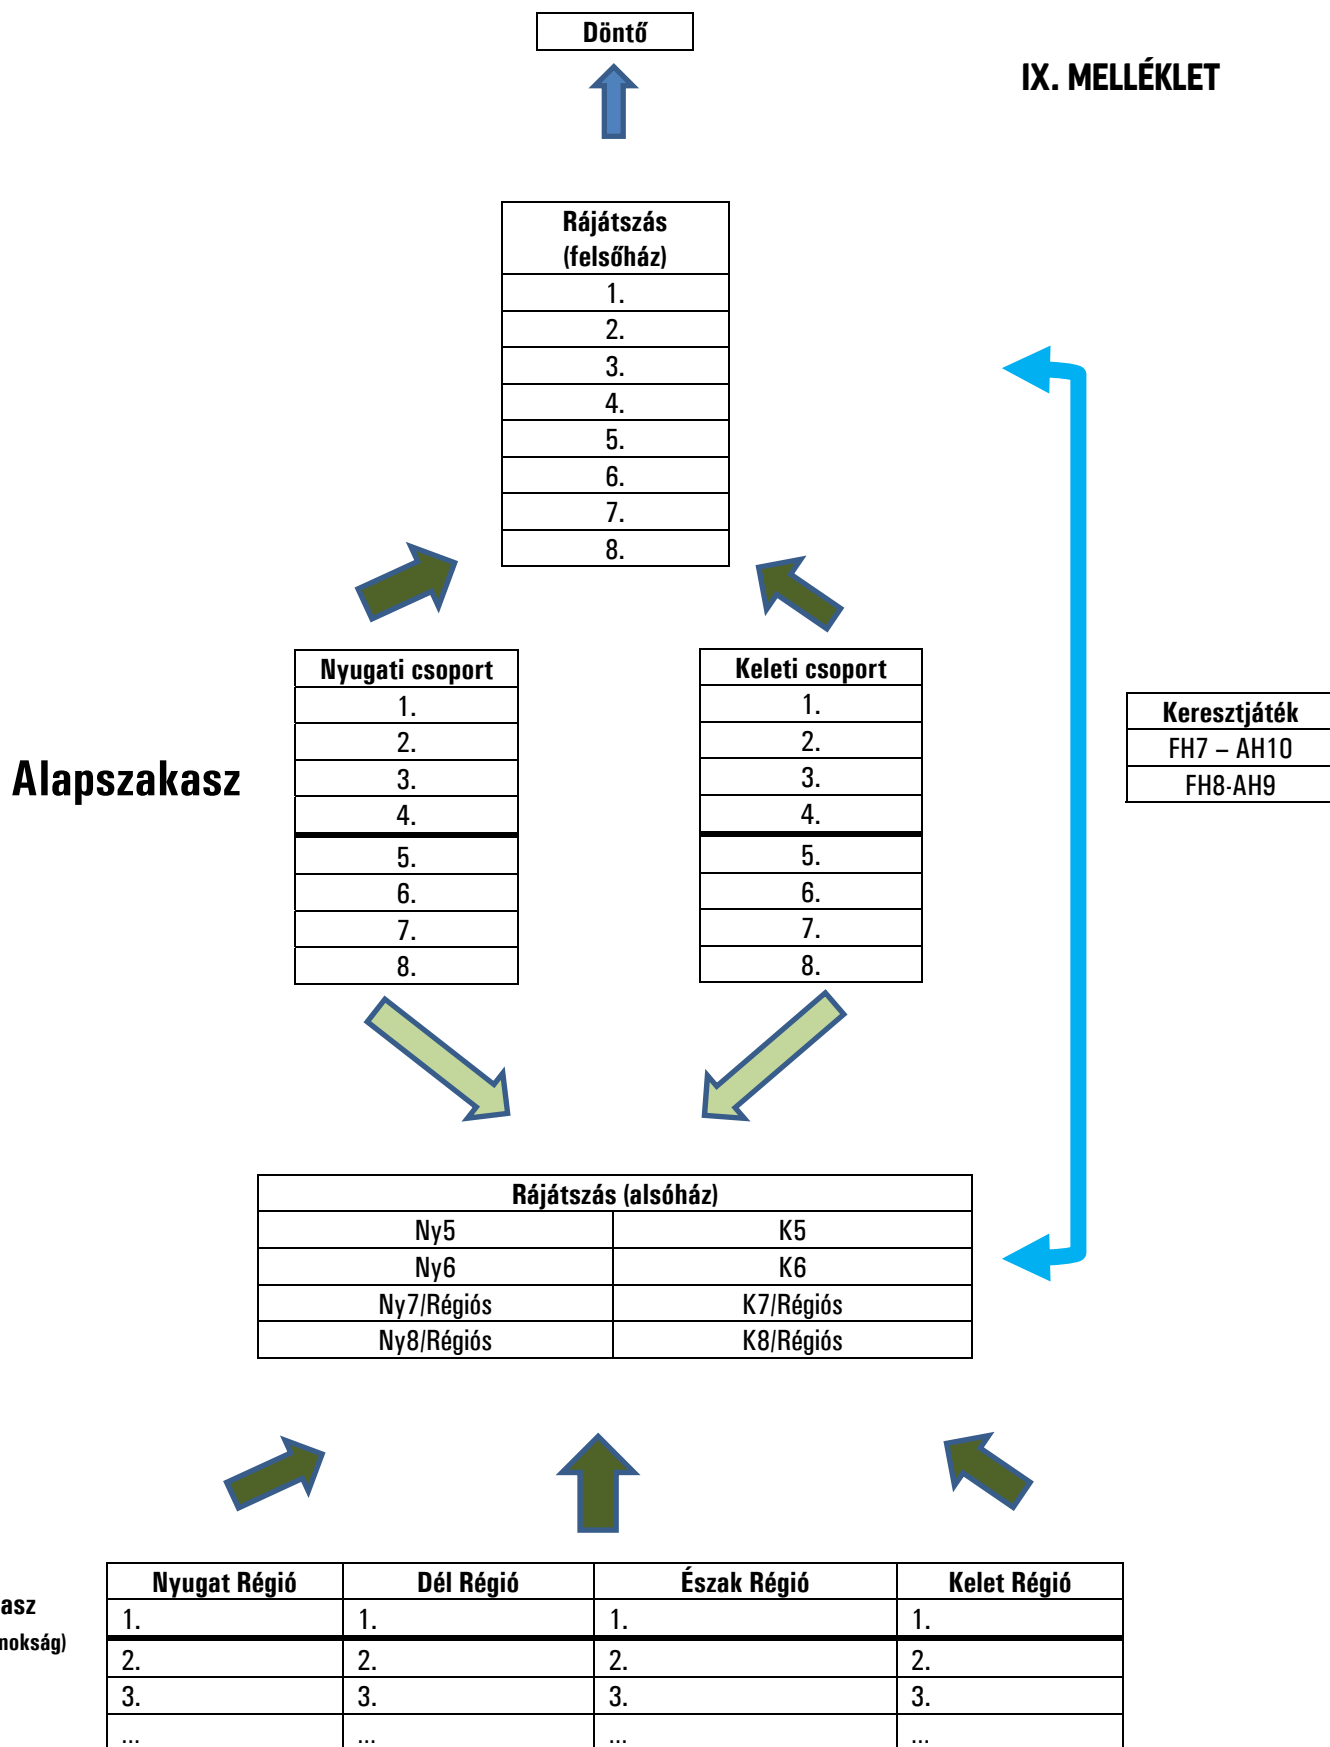 Döntő
IX. MELLÉKLET
Rájátszás
(felsőház)
1.
2.
3.
4.
5.
6.
7.
8.
Alapszakasz
Nyugati csoport
1.
2.
3.
4.
5.
6.
7.
8.
Keleti csoport
1.
2.
3.
4.
5.
6.
7.
8.
Keresztjáték
FH7 – AH10
FH8-AH9
Rájátszás (alsóház)
Ny5 K5
Ny6 K6
Ny7/Régiós K7/Régiós
Ny8/Régiós K8/Régiós
asz
nokság)
Nyugat Régió Dél Régió Észak Régió Kelet Régió
1. 1. 1. 1.
2. 2. 2. 2.
3. 3. 3. 3.
... ... ... ...